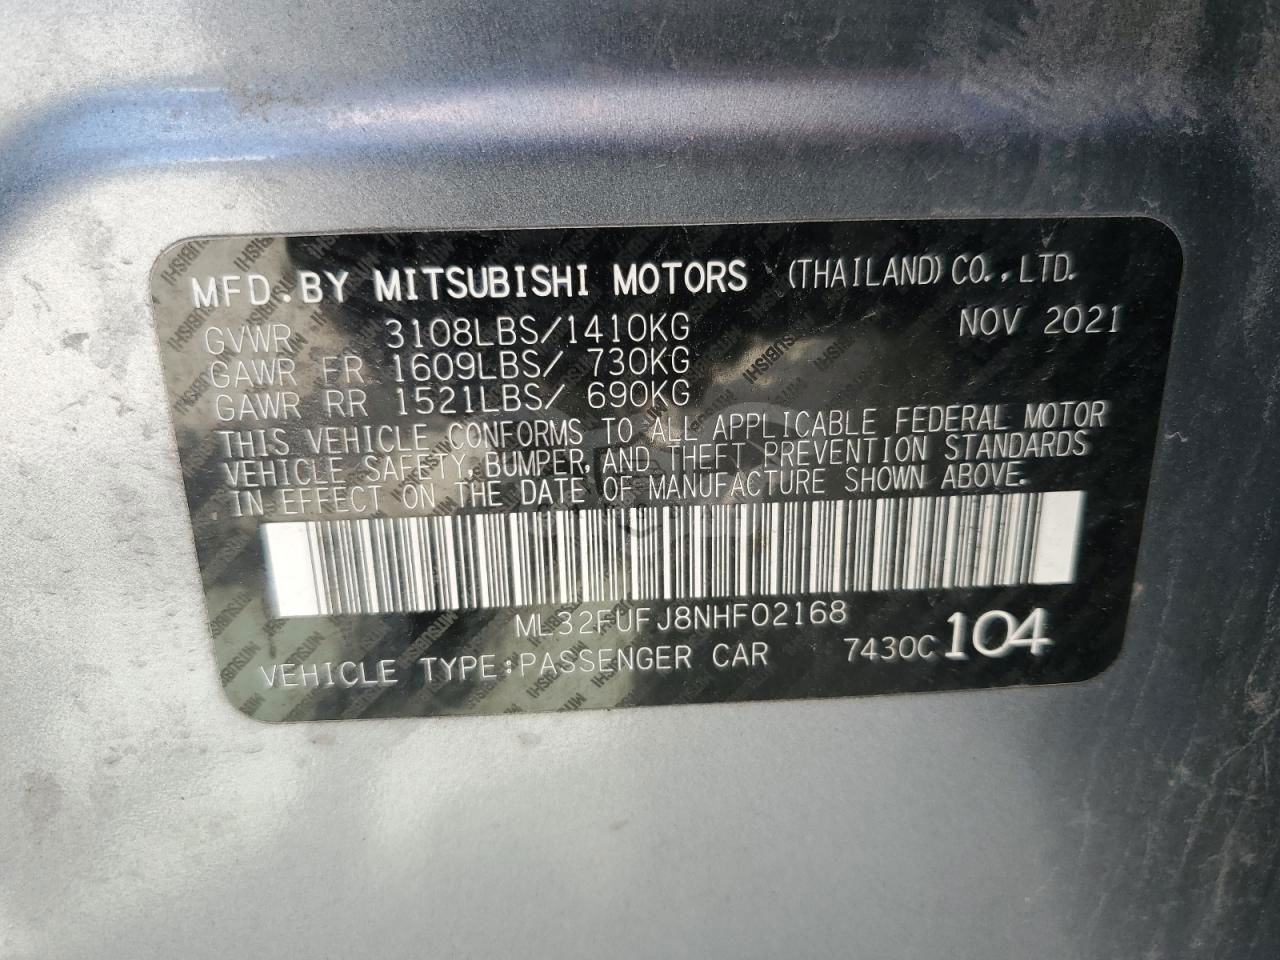 MFD.BY MITSUBISHI MOTORS (THAILAND)CO.,LTD.
GVWR 3108LBS/1410KG NOV 2021
GAWR FR 1609LBS/ 730KG
GAWR RR 1521LBS/ 690KG
THIS VEHICLE CONFORMS TO ALL APPLICABLE FEDERAL MOTOR
VEHICLE SAFETY, BUMPER, AND THEFT PREVENTION STANDARDS
IN EFFECT ON THE DATE OF MANUFACTURE SHOWN ABOVE.
ML32FUFJ8NHF02168
VEHICLE TYPE:PASSENGER CAR 7430C 104